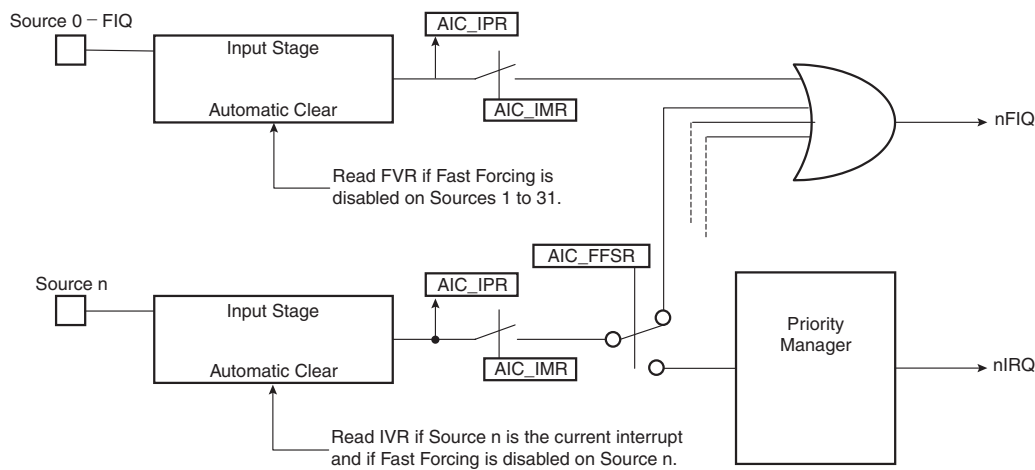 Source 0 – FIQ
AIC_IPR
Input Stage
Automatic Clear
AIC_IMR
nFIQ
Read FVR if Fast Forcing is
disabled on Sources 1 to 31.
AIC_FFSR
Source n
AIC_IPR
Input Stage
Priority
Manager
Automatic Clear
AIC_IMR
nIRQ
Read IVR if Source n is the current interrupt
and if Fast Forcing is disabled on Source n.